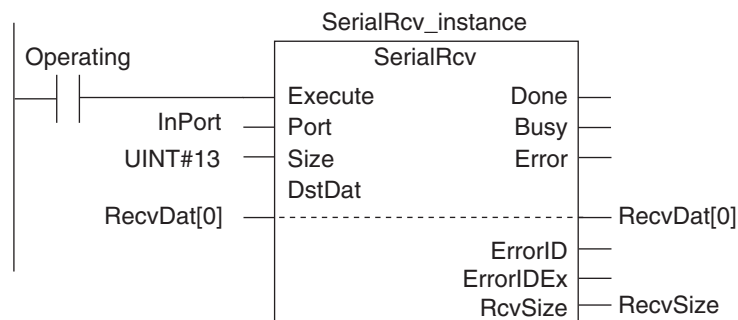 SerialRcv_instance
Operating
SerialRcv
Execute
Done
InPort
Port
Busy
UINT#13
Size
Error
DstDat
RecvDat[0]
RecvDat[0]
ErrorID
ErrorIDEx
RcvSize
RecvSize